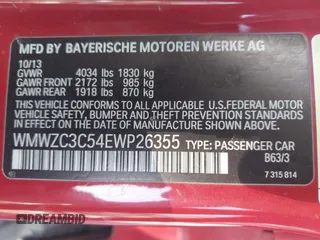 MFD BY BAYERISCHE MOTOREN WERKE AG
10/13
GVWR 4034 lbs 1830 kg
GAWR FRONT 2172 lbs 985 kg
GAWR REAR 1918 lbs 870 kg
THIS VEHICLE CONFORMS TO ALL APPLICABLE
U.S. FEDERAL MOTOR VEHICLE SAFETY,
BUMPER, AND THEFT PREVENTION STANDARDS
IN EFFECT ON THE DATE OF MANUFACTURE
SHOWN ABOVE.
WMWZC3C54EWP26355 TYPE: PASSENGER CAR
B63/3
7 315 814
DREAMBID